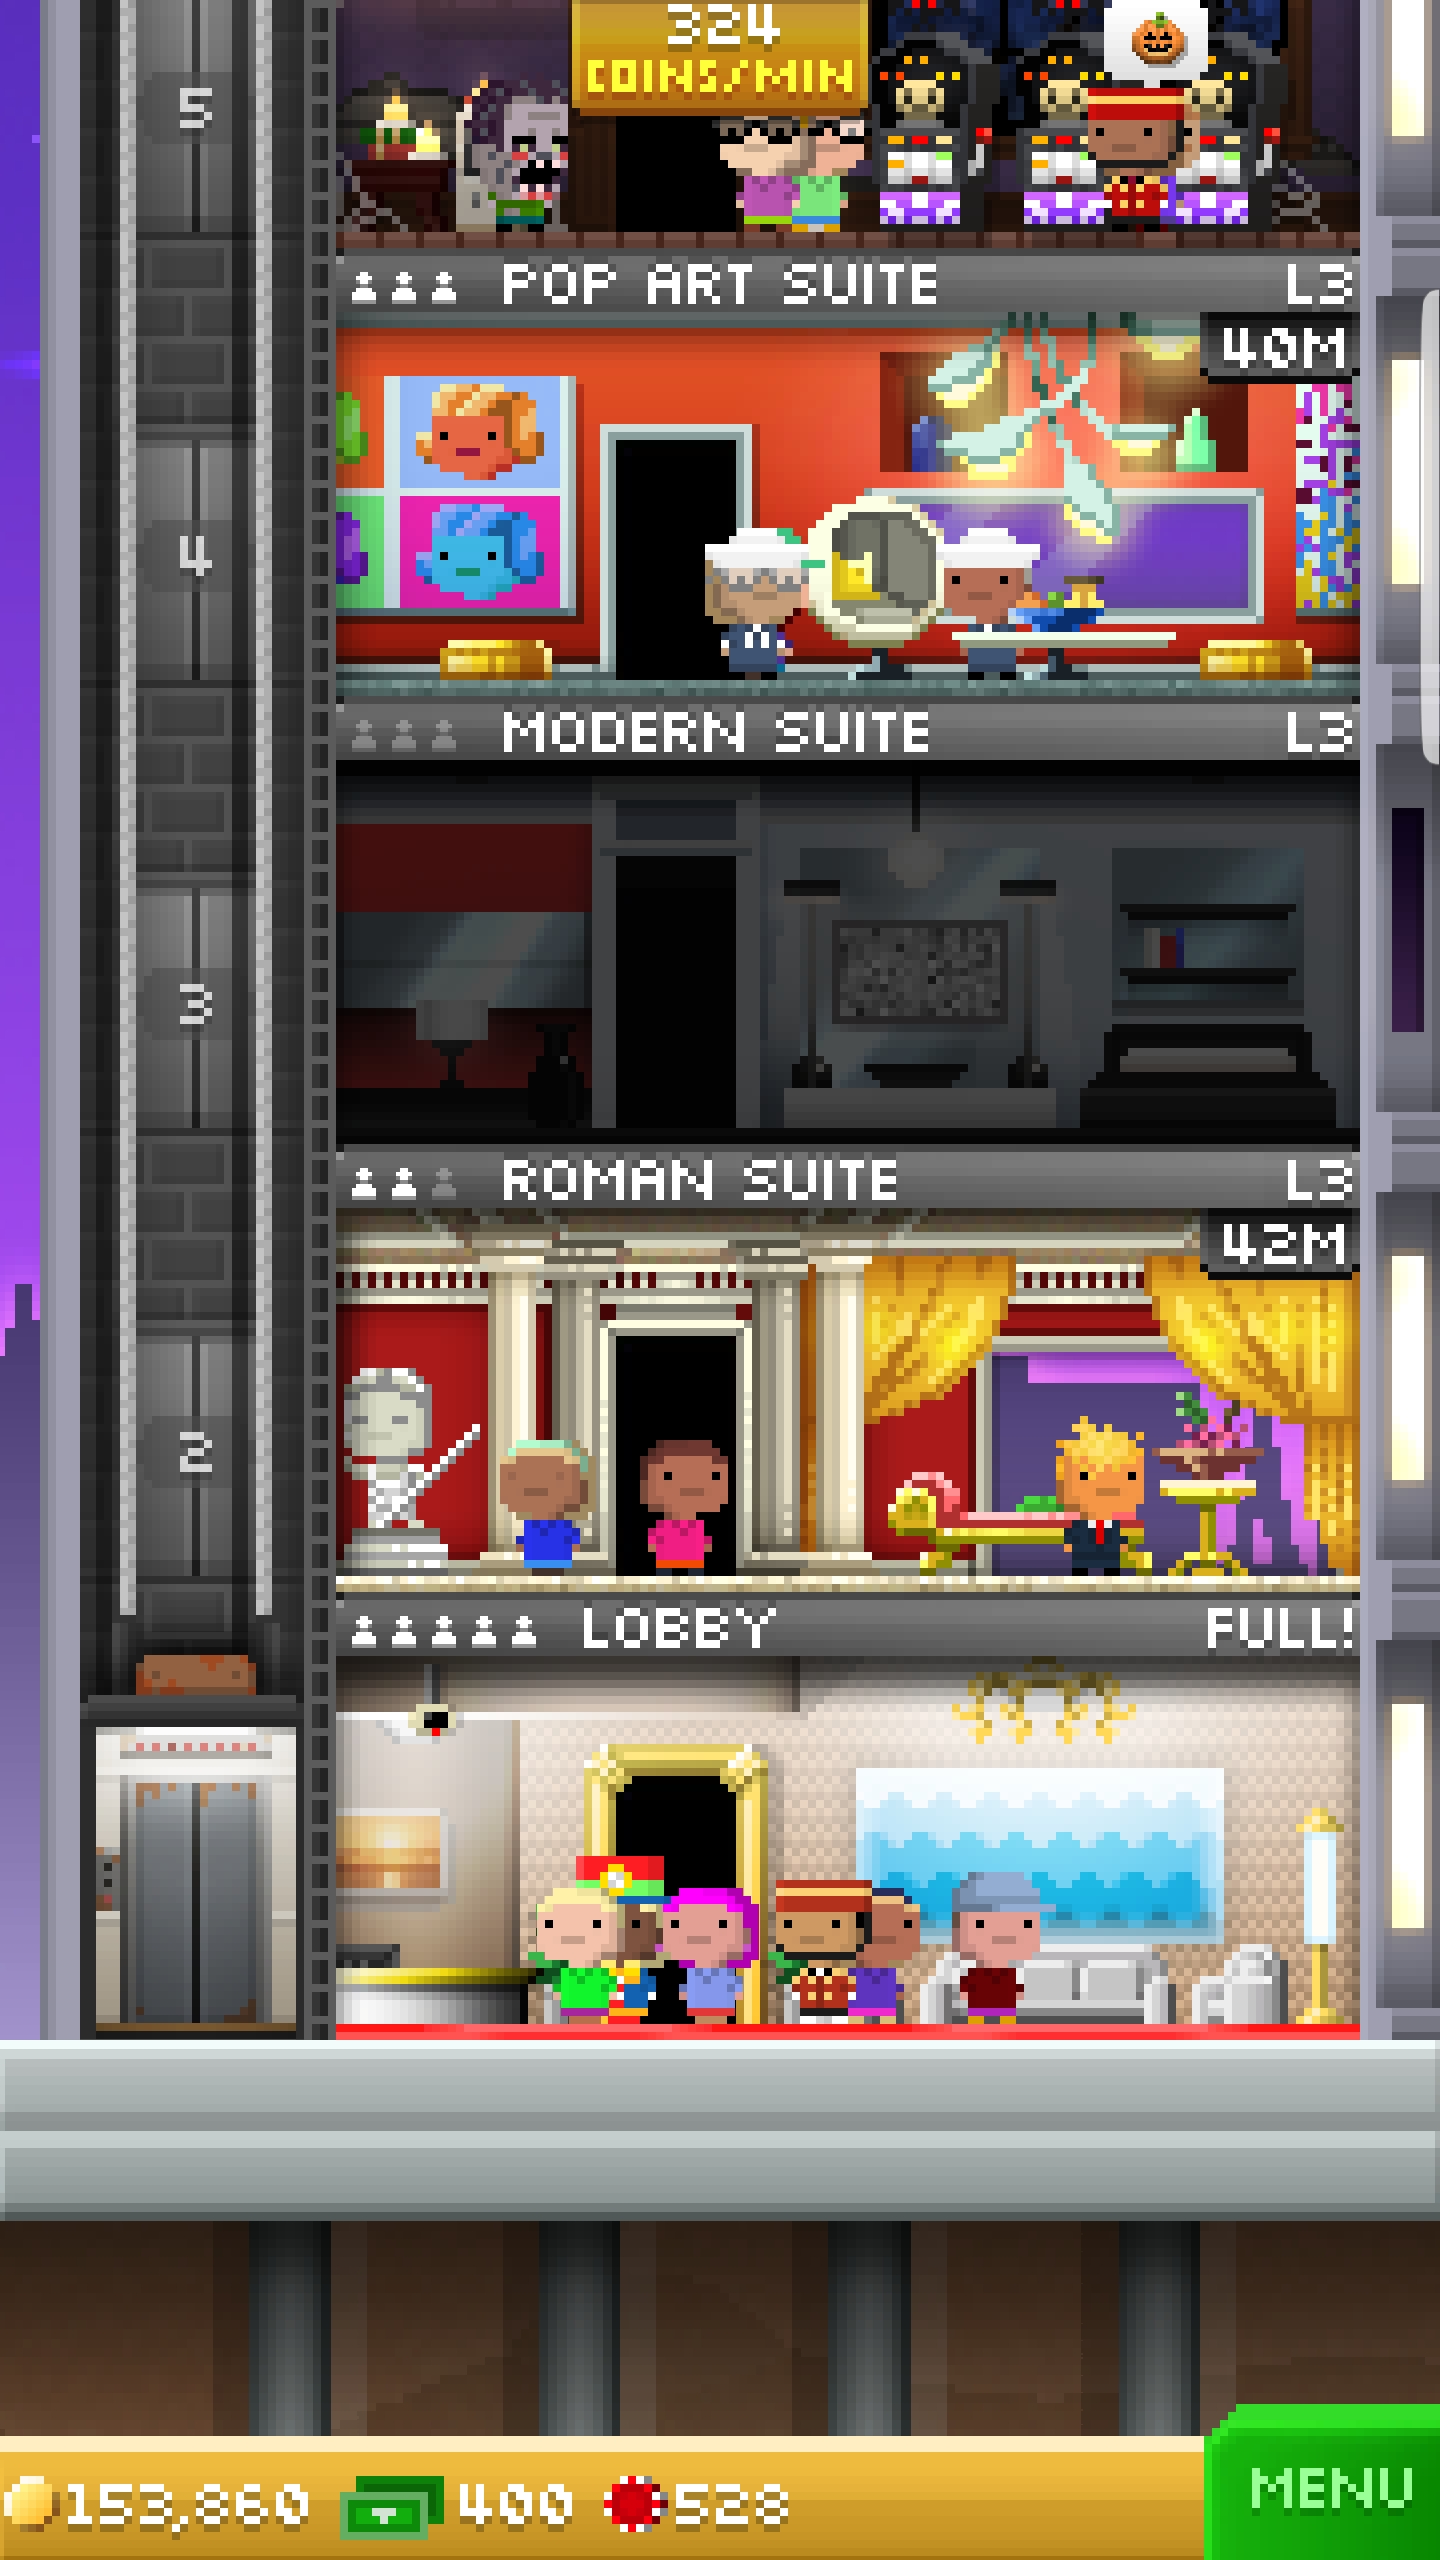 324
COINS/MIN
5
POP ART SUITE L3
40M
4
MODERN SUITE L3
3
ROMAN SUITE L3
42M
2
LOBBY FULL!
153,860 400 528
MENU